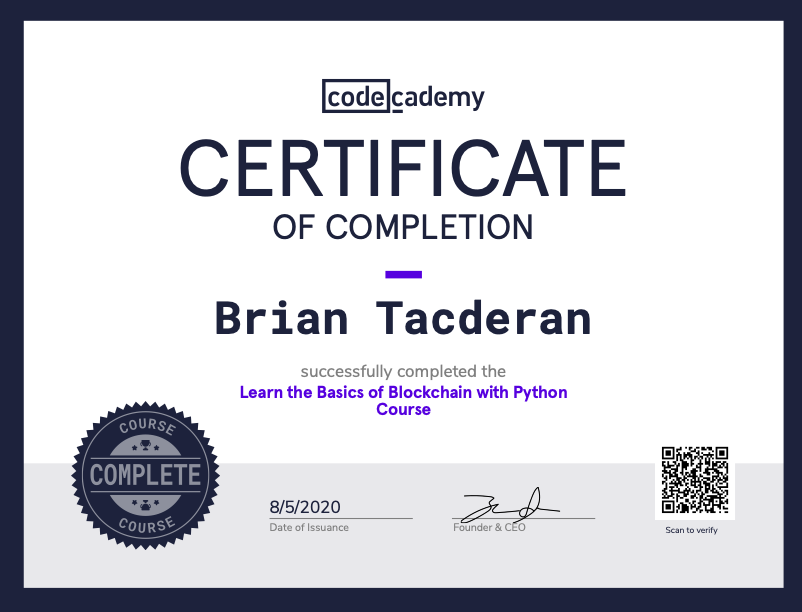 codecademy
CERTIFICATE
OF COMPLETION
Brian Tacderan
successfully completed the
Learn the Basics of Blockchain with Python
Course
COURSE
COMPLETE
COURSE
8/5/2020
Date of Issuance
Founder & CEO
Scan to verify